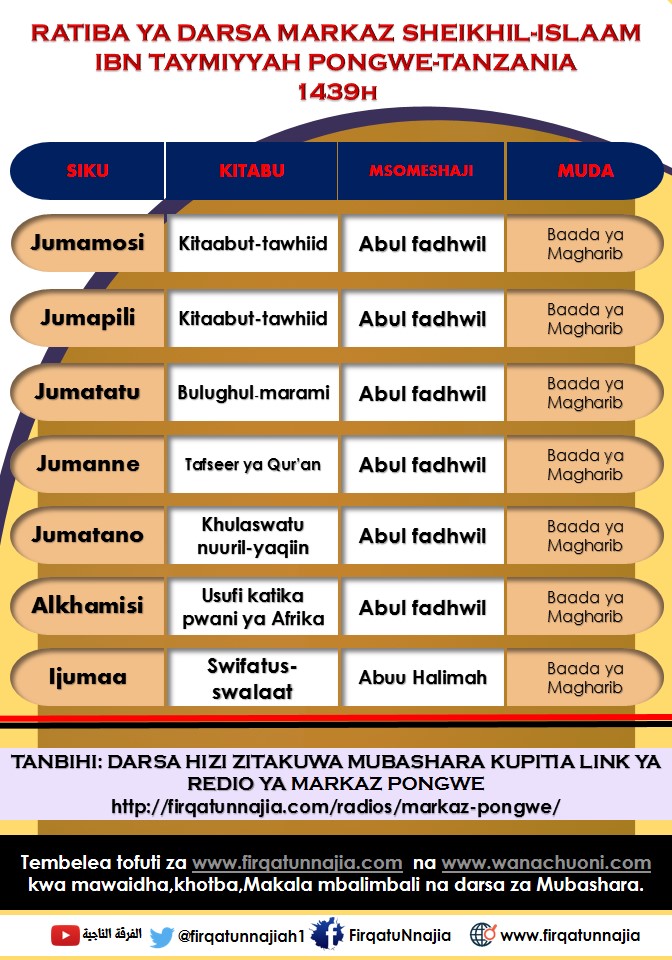 RATIBA YA DARSA MARKAZ SHEIKHIL-ISLAAM
IBN TAYMIYYAH PONGWE-TANZANIA
1439H
SIKU KITABU MSOMESHAJI MUDA
Jumamosi Kitaabut-tawhiid Abul fadhwil Baada ya Magharib
Jumapili Kitaabut-tawhiid Abul fadhwil Baada ya Magharib
Jumatatu Bulughul-marami Abul fadhwil Baada ya Magharib
Jumanne Tafseer ya Qur'an Abul fadhwil Baada ya Magharib
Jumatano Khulaswatu nuuril-yaqiin Abul fadhwil Baada ya Magharib
Alkhamisi Usufi katika pwani ya Afrika Abul fadhwil Baada ya Magharib
Ijumaa Swifatus-swalaat Abuu Halimah Baada ya Magharib
TANBIHI: DARSA HIZI ZITAKUWA MUBASHARA KUPITIA LINK YA
REDIO YA MARKAZ PONGWE
http://firqatunnajia.com/radios/markaz-pongwe/
Tembelea tofuti za www.firqatunnajia.com na www.wanachuoni.com
kwa mawaidha,khotba,Makala mbalimbali na darsa za Mubashara.
الفرقة الناجية @firqatunnajiah1 FirqatuNnajia www.firqatunnajia